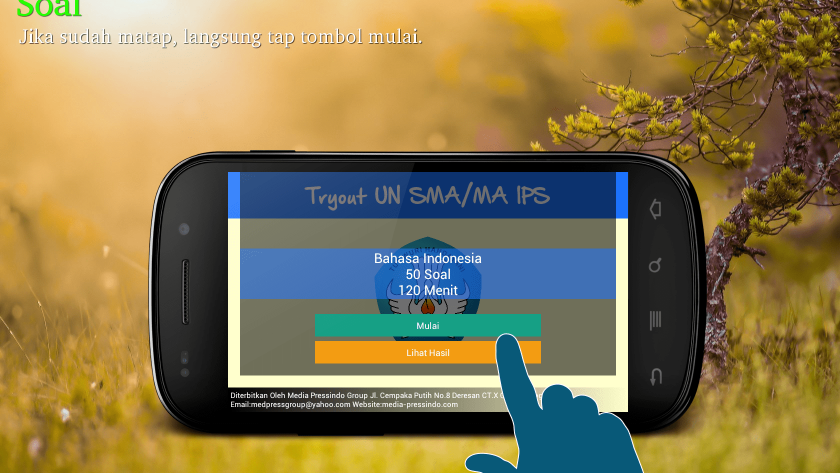 Soal
Jika sudah matap, langsung tap tombol mulai.
Tryout UN SMA/MA IPS
Bahasa Indonesia
50 Soal
120 Menit
Mulai
Lihat Hasil
Diterbitkan Oleh Media Pressindo Group Jl. Cempaka Putih No.8 Deresan CT.X
Email:medpressgroup@yahoo.com Website:media-pressindo.com